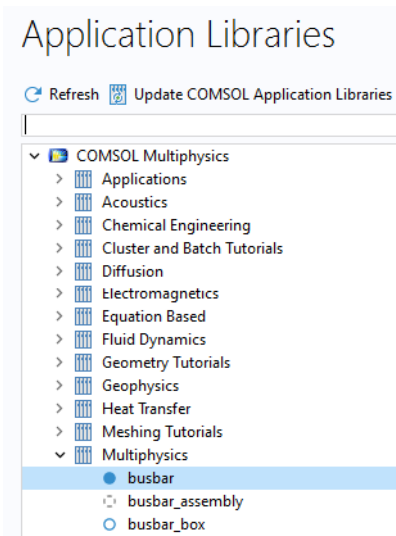 Application Libraries
Refresh Update COMSOL Application Libraries
COMSOL Multiphysics
Applications
Acoustics
Chemical Engineering
Cluster and Batch Tutorials
Diffusion
Electromagnetics
Equation Based
Fluid Dynamics
Geometry Tutorials
Geophysics
Heat Transfer
Meshing Tutorials
Multiphysics
busbar
busbar_assembly
busbar_box